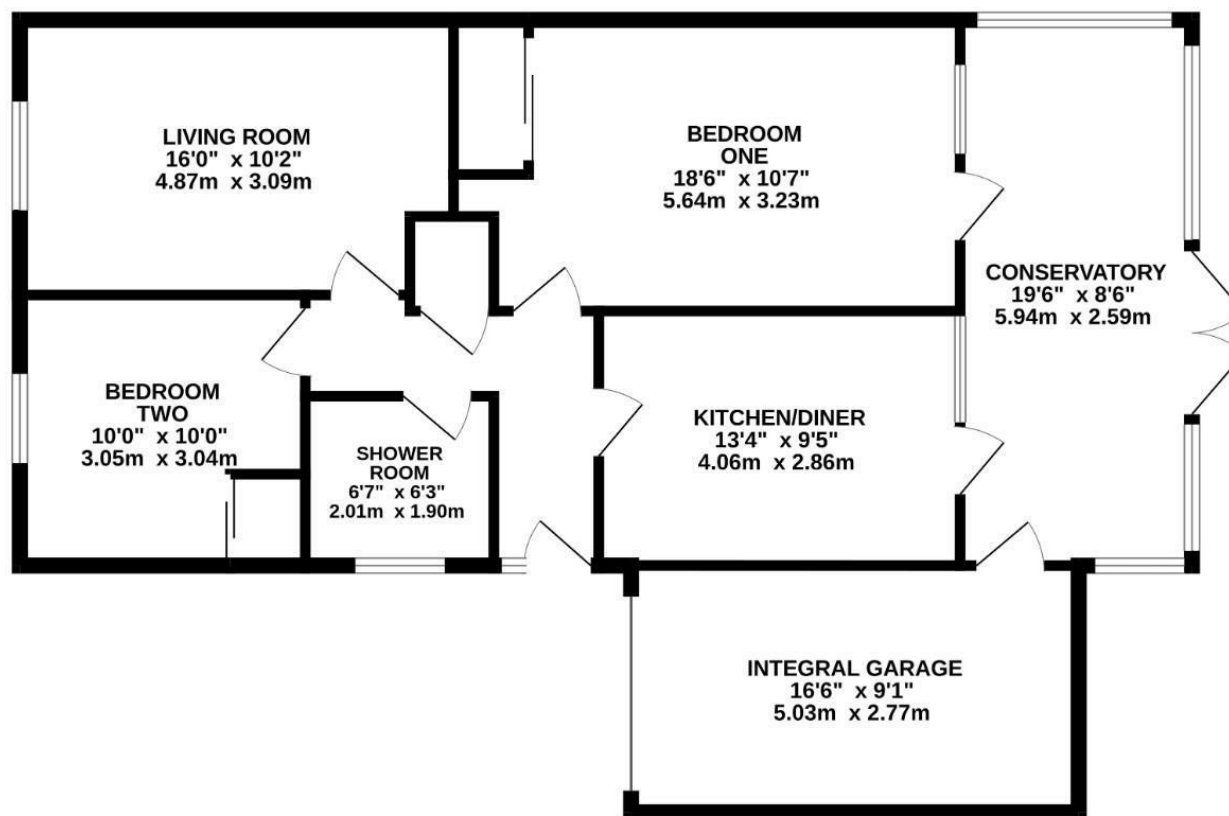 LIVING ROOM
16'0" x 10'2"
4.87m x 3.09m
BEDROOM
ONE
18'6" x 10'7"
5.64m x 3.23m
CONSERVATORY
19'6" x 8'6"
5.94m x 2.59m
BEDROOM
TWO
10'0" x 10'0"
3.05m x 3.04m
SHOWER
ROOM
6'7" x 6'3"
2.01m x 1.90m
KITCHEN/DINER
13'4" x 9'5"
4.06m x 2.86m
INTEGRAL GARAGE
16'6" x 9'1"
5.03m x 2.77m